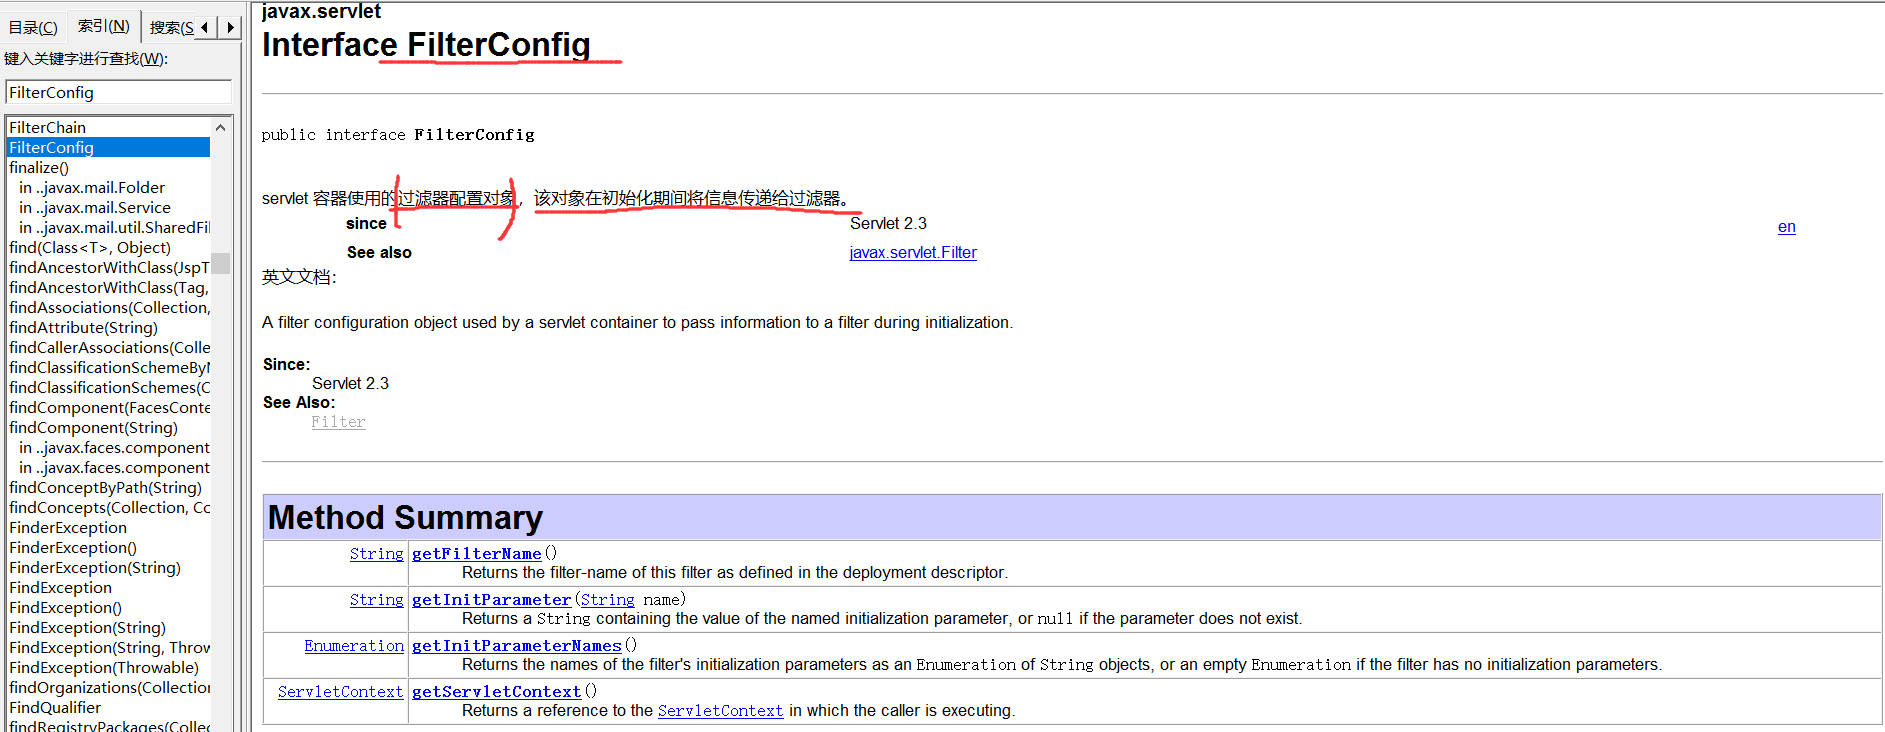 目录(C) 索引(N) 搜索(S
键入关键字进行查找(W):
FilterConfig
FilterChain
FilterConfig
finalize()
in ..javax.mail.Folder
in ..javax.mail.Service
in ..javax.mail.util.SharedFil
find(Class<T>, Object)
findAncestorWithClass(JspT
findAncestorWithClass(Tag,
findAssociations(Collection,
findAttribute(String)
findCallerAssociations(Colle
findClassificationSchemeByN
findClassificationSchemes(C
findComponent(FacesConte
findComponent(String)
in ..javax.faces.component
in ..javax.faces.component
findConceptByPath(String)
findConcepts(Collection, Cc
FinderException
FinderException()
FinderException(String)
FindException
FindException()
FindException(String)
FindException(String, Throw
FindException(Throwable)
findOrganizations(Collection
FindQualifier
findRegistryPackages(Collec
javax.servlet
Interface FilterConfig
public interface FilterConfig
servlet 容器使用的过滤器配置对象，该对象在初始化期间将信息传递给过滤器。
since Servlet 2.3 en
See also javax.servlet.Filter
英文文档：
A filter configuration object used by a servlet container to pass information to a filter during initialization.
Since:
Servlet 2.3
See Also:
Filter
Method Summary
String getFilterName()
Returns the filter-name of this filter as defined in the deployment descriptor.
String getInitParameter(String name)
Returns a String containing the value of the named initialization parameter, or null if the parameter does not exist.
Enumeration getInitParameterNames()
Returns the names of the filter's initialization parameters as an Enumeration of String objects, or an empty Enumeration if the filter has no initialization parameters.
ServletContext getServletContext()
Returns a reference to the ServletContext in which the caller is executing.